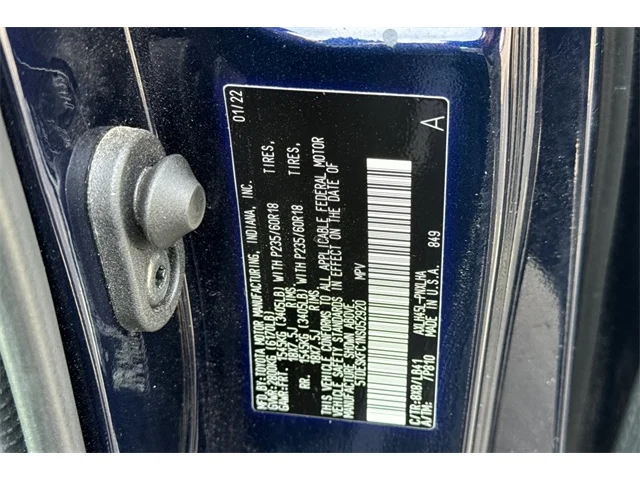 01/22
TOYOTA MOTOR MANUFACTURING, INDIANA, INC.
GVWR 2800KG (6170LB)
GAWR-FRT. 1545KG (3405LB) WITH P235/60R18 TIRES,
18X7.5J RIMS,
RR. 1545KG (3405LB) WITH P235/60R18 TIRES,
18X7.5J RIMS.
THIS VEHICLE CONFORMS TO ALL APPLICABLE FEDERAL MOTOR
VEHICLE SAFETY STANDARDS IN EFFECT ON THE DATE OF
MANUFACTURE SHOWN ABOVE.
MPV
A
C/TR: 8X8/LB41
AXLH45L-PXXLHA
849
A/TM:
MADE IN U.S.A.